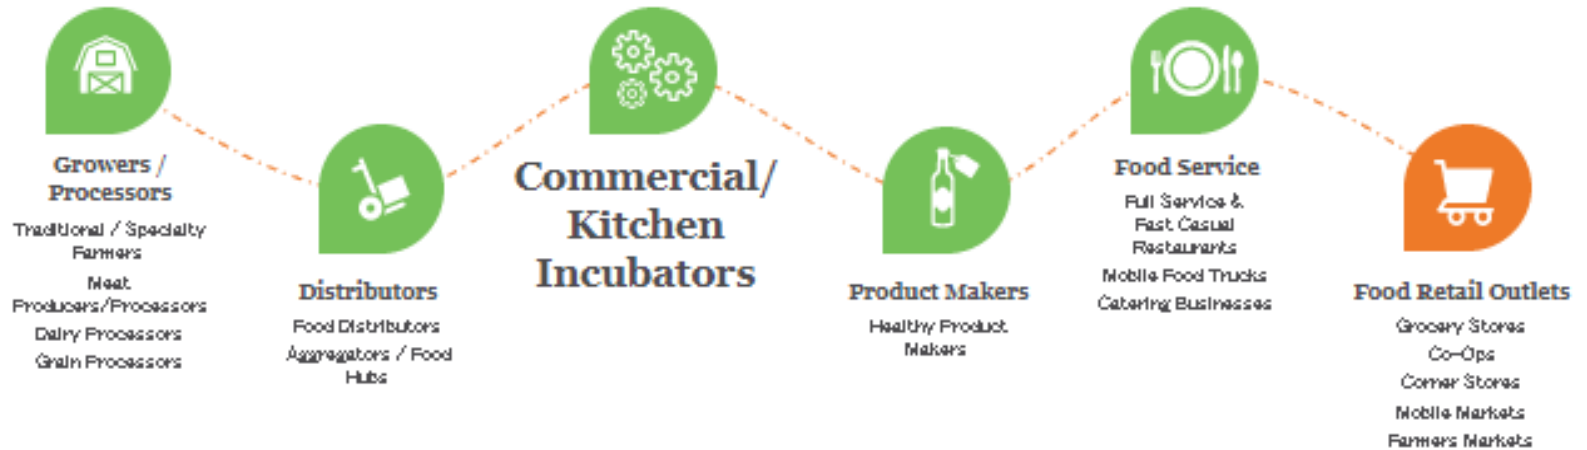 Growers /
Processors
Traditional / Specialty
Farmers
Meat
Producers/Processors
Dairy Processors
Grain Processors
Distributors
Food Distributors
Aggregators / Food
Hubs
Commercial/
Kitchen
Incubators
Product Makers
Healthy Product
Makers
Food Service
Full Service &
Fast Casual
Restaurants
Mobile Food Trucks
Catering Businesses
Food Retail Outlets
Grocery Stores
Co-Ops
Corner Stores
Mobile Markets
Farmers Markets